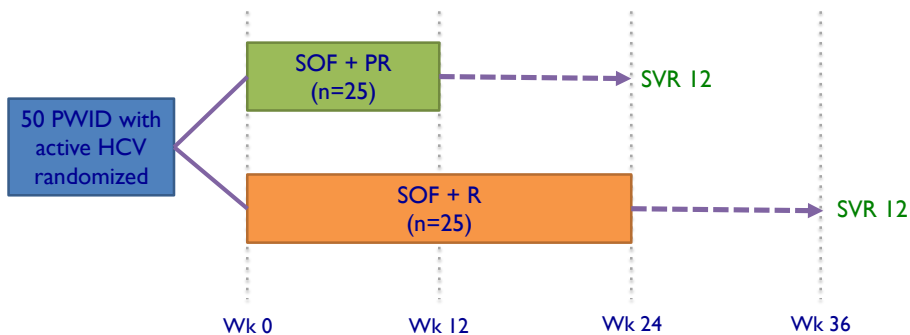 SOF + PR
(n=25)
SVR 12
50 PWID with
active HCV
randomized
SOF + R
(n=25)
SVR 12
Wk 0
Wk 12
Wk 24
Wk 36